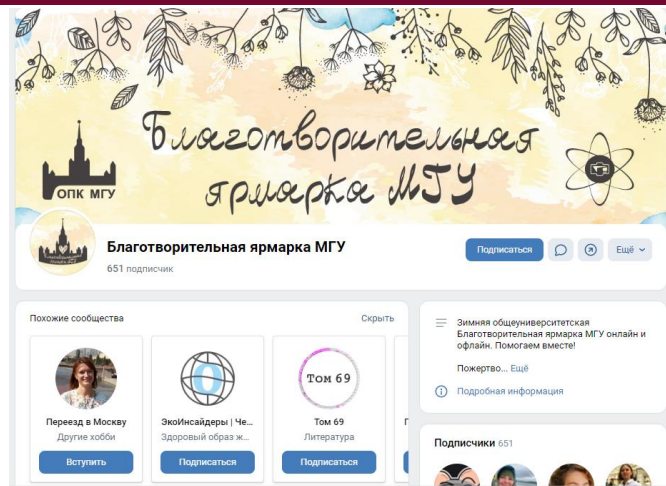 Благотворительная
ярмарка МГУ
ОПК МГУ
Благотворительная ярмарка МГУ
651 подписчик
Подписаться
Ещё
Похожие сообщества
Скрыть
Переезд в Москву
Другие хобби
Вступить
ЭкоИнсайдеры | Че...
Здоровый образ ж...
Подписаться
Том 69
Том 69
Литература
Подписаться
Зимняя общеуниверситетская
Благотворительная ярмарка МГУ онлайн и
офлайн. Помогаем вместе!
Пожертво... Ещё
Подробная информация
Подписчики 651